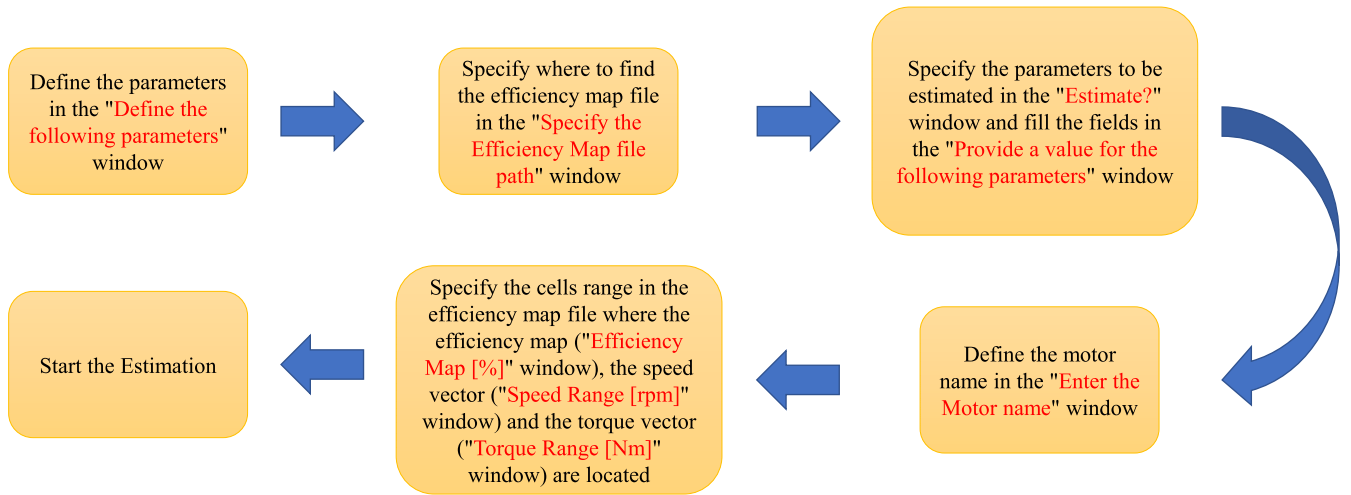 Define the parameters
in the "Define the
following parameters"
window
Specify where to find
the efficiency map file
in the "Specify the
Efficiency Map file
path" window
Specify the parameters to be
estimated in the "Estimate?"
window and fill the fields in
the "Provide a value for the
following parameters" window
Define the motor
name in the "Enter the
Motor name" window
Specify the cells range in the
efficiency map file where the
efficiency map ("Efficiency
Map [%]" window), the speed
vector ("Speed Range [rpm]"
window) and the torque vector
("Torque Range [Nm]"
window) are located
Start the Estimation